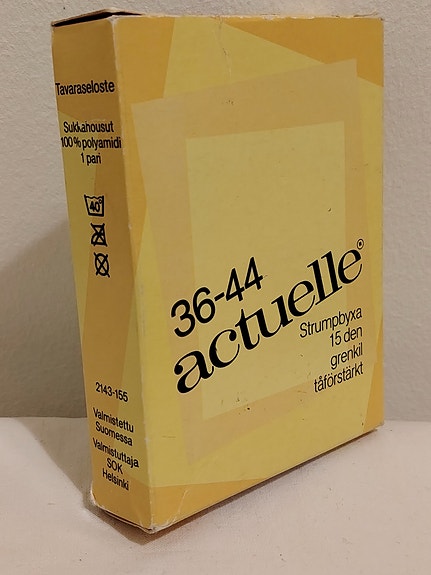 Tavaraseloste
Sukkahousut
100% polyamidi
1 pari
40°
2143-155
Valmistettu
Suomessa
Valmistuttaja
SOK
Helsinki
36-44
actuelle®
Strumpbyxa
15 den
grenkil
tåförstärkt